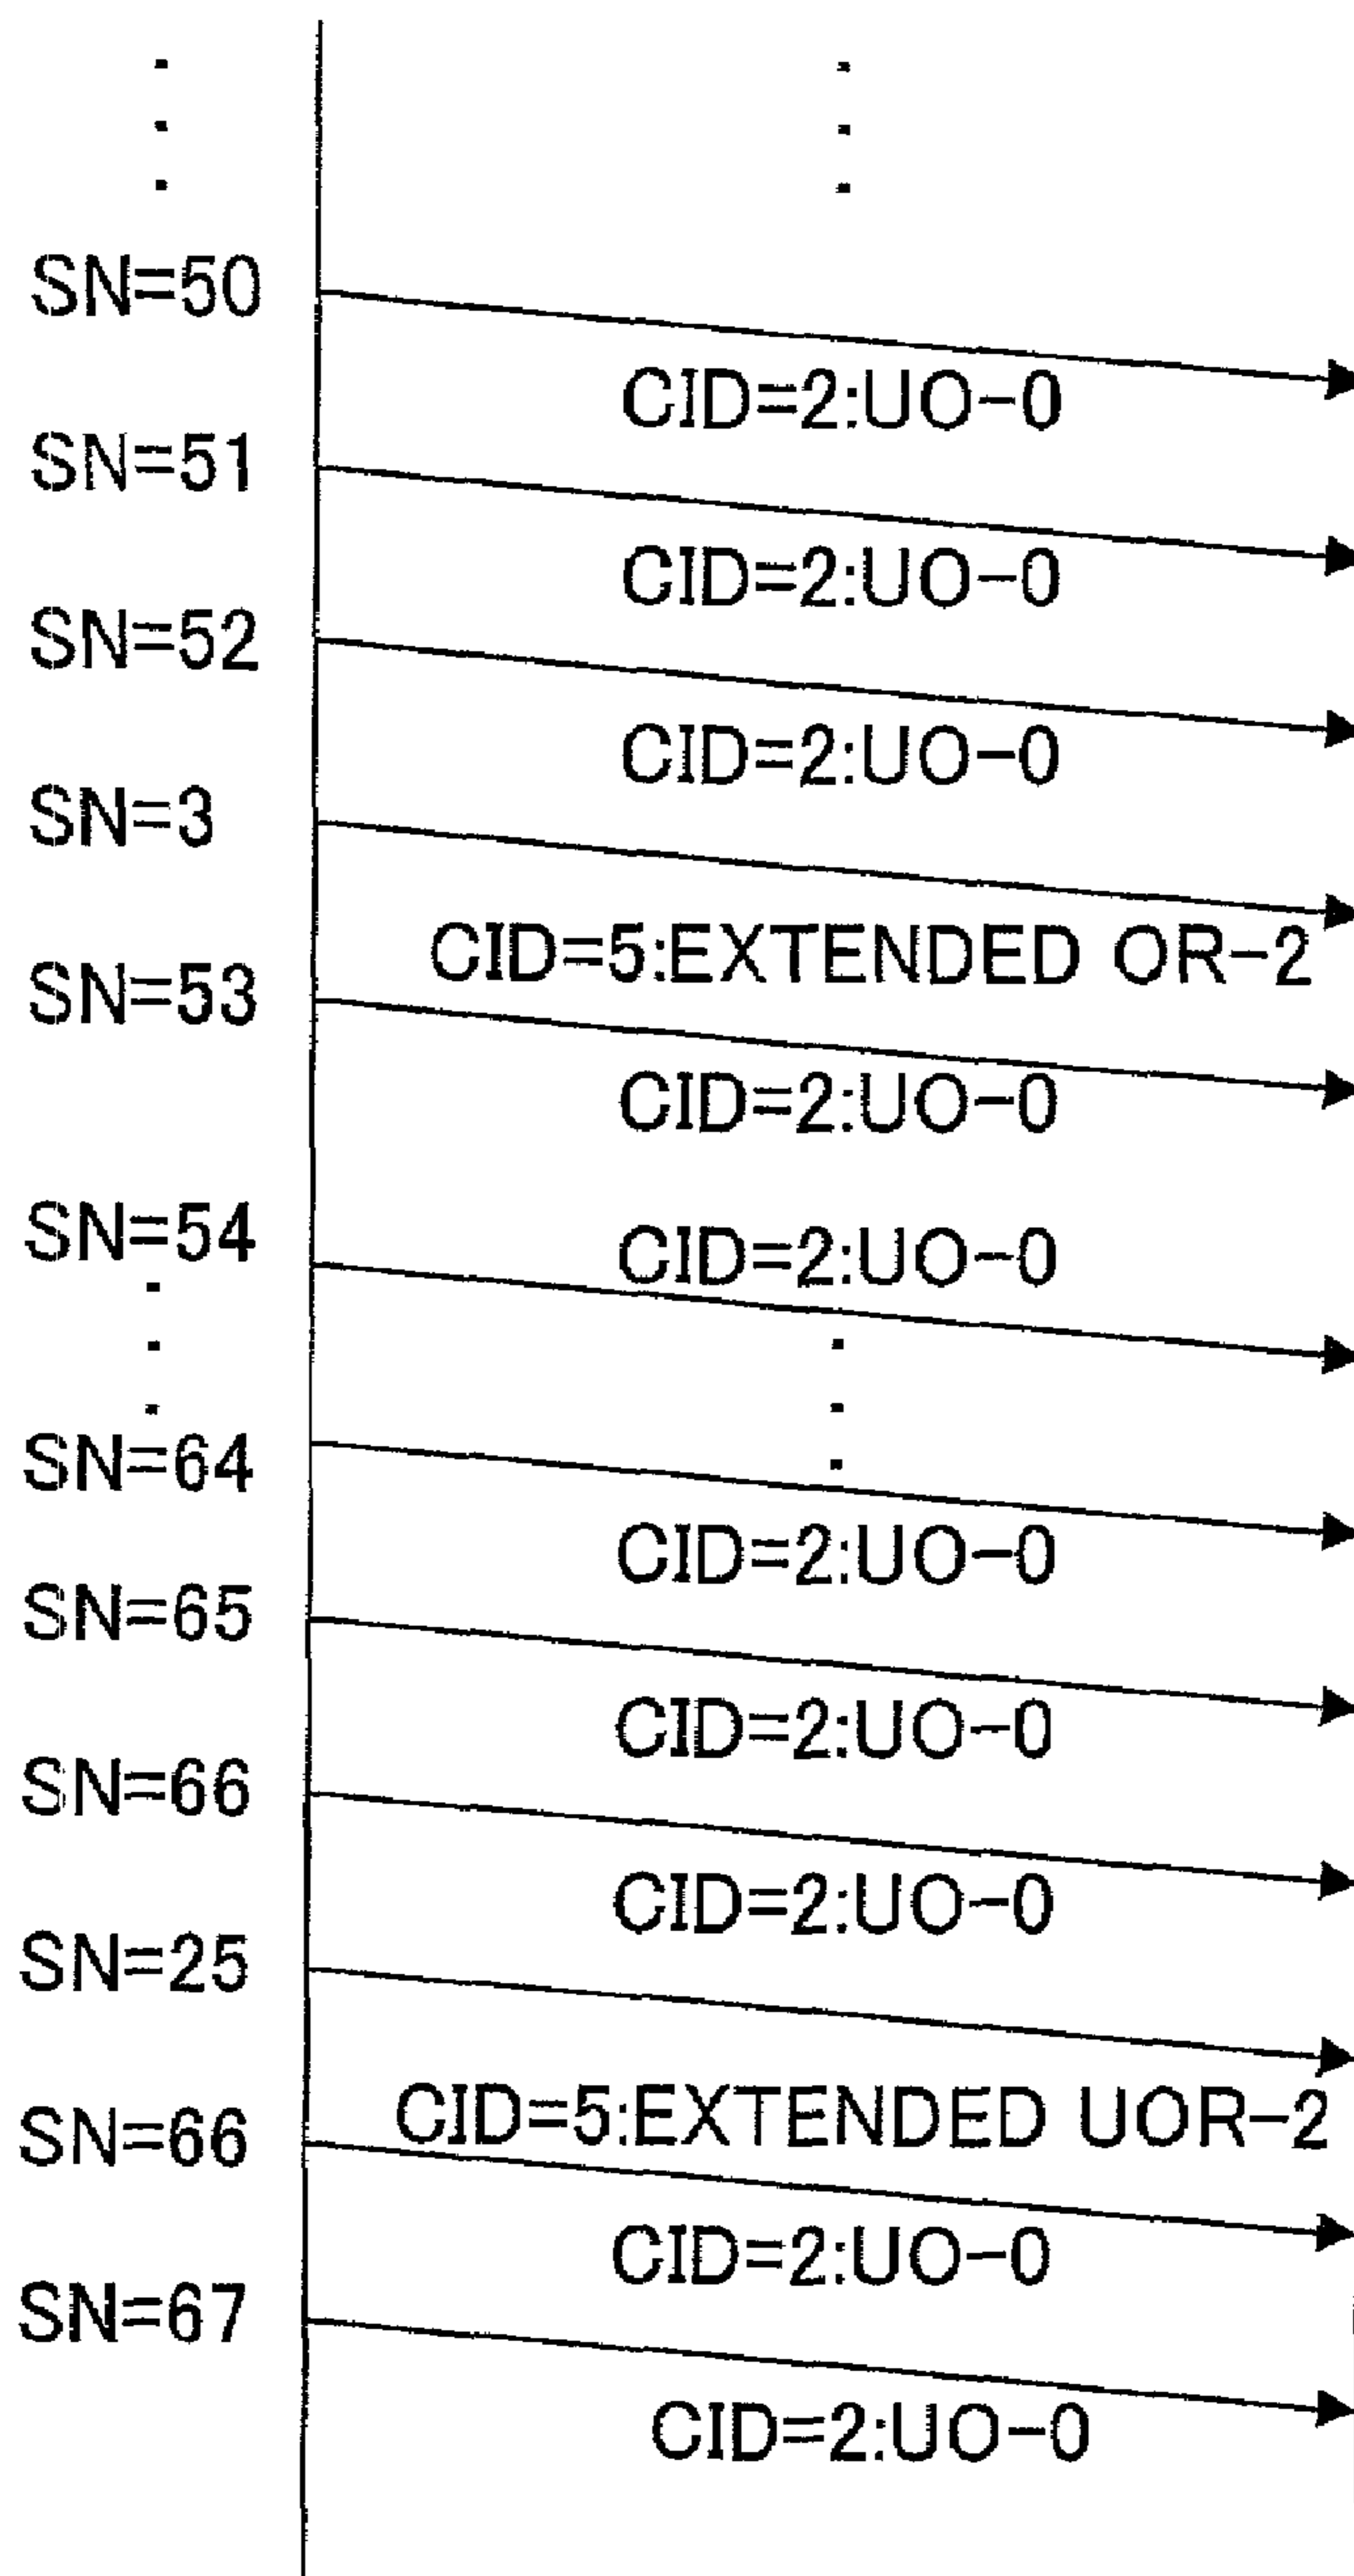 SN=50
CID=2:UO-0
SN=51
CID=2:UO-0
SN=52
CID=2:UO-0
SN=3
CID=5:EXTENDED OR-2
SN=53
CID=2:UO-0
SN=54
CID=2:UO-0
SN=64
CID=2:UO-0
SN=65
CID=2:UO-0
SN=66
CID=2:UO-0
SN=25
CID=5:EXTENDED UOR-2
SN=66
CID=2:UO-0
SN=67
CID=2:UO-0